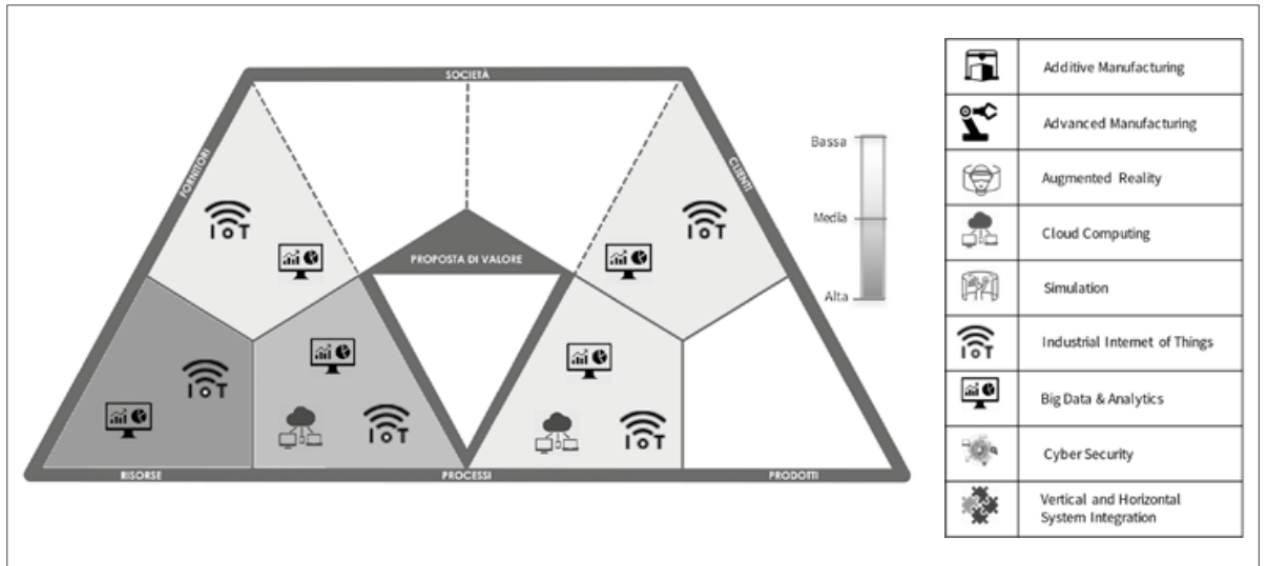 SOCIETÀ
FORNITORI
CLIENTI
IoT
IoT
PROPOSTA DI VALORE
IoT
IoT
IoT
RISORSE
PROCESSI
PRODOTTI
Bassa
Media
Alta
Additive Manufacturing
Advanced Manufacturing
Augmented Reality
Cloud Computing
Simulation
IoT
Industrial Internet of Things
Big Data & Analytics
Cyber Security
Vertical and Horizontal
System Integration